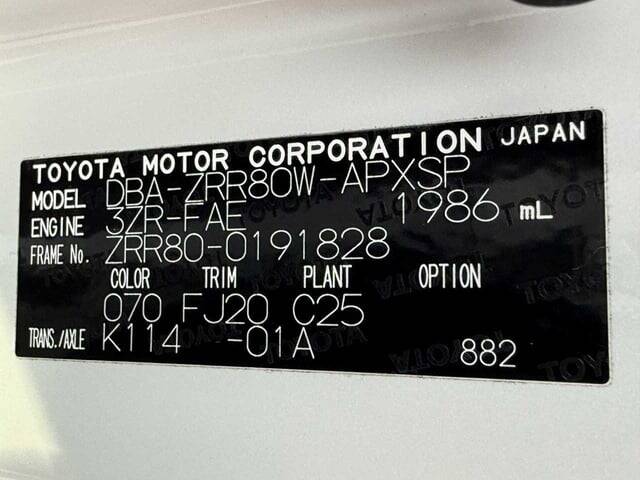 TOYOTA MOTOR CORPORATION JAPAN
MODEL DBA-ZRR80W-APXSP
ENGINE 3ZR-FAE 1986 mL
FRAME No. ZRR80-0191828
COLOR TRIM PLANT OPTION
070 FJ20 C25
TRANS./AXLE K114 -01A 882